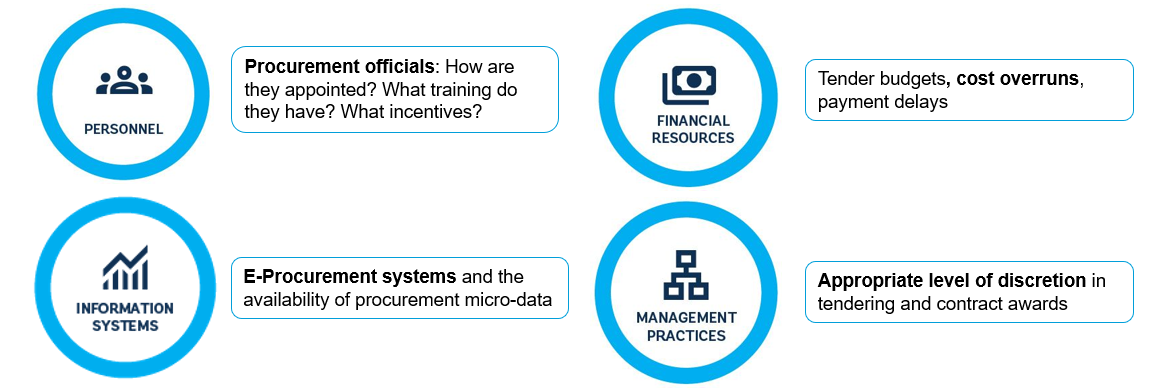 PERSONNEL
Procurement officials: How are
they appointed? What training do
they have? What incentives?
FINANCIAL
RESOURCES
Tender budgets, cost overruns,
payment delays
INFORMATION
SYSTEMS
E-Procurement systems and the
availability of procurement micro-data
MANAGEMENT
PRACTICES
Appropriate level of discretion in
tendering and contract awards